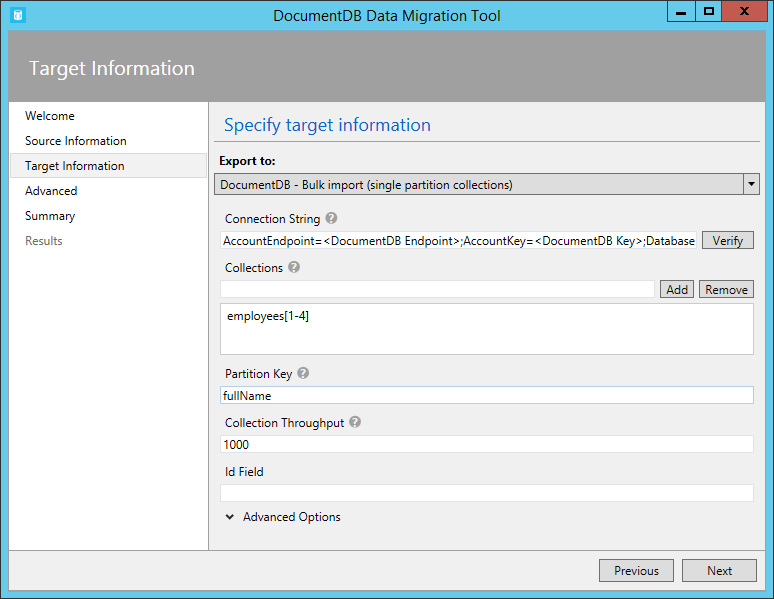 DocumentDB Data Migration Tool
Target Information
Welcome
Source Information
Target Information
Advanced
Summary
Results
Specify target information
Export to:
DocumentDB - Bulk import (single partition collections)
Connection String ?
AccountEndpoint=<DocumentDB Endpoint>;AccountKey=<DocumentDB Key>;Database Verify
Collections ?
Add Remove
employees[1-4]
Partition Key ?
fullName
Collection Throughput ?
1000
Id Field
Advanced Options
Previous Next